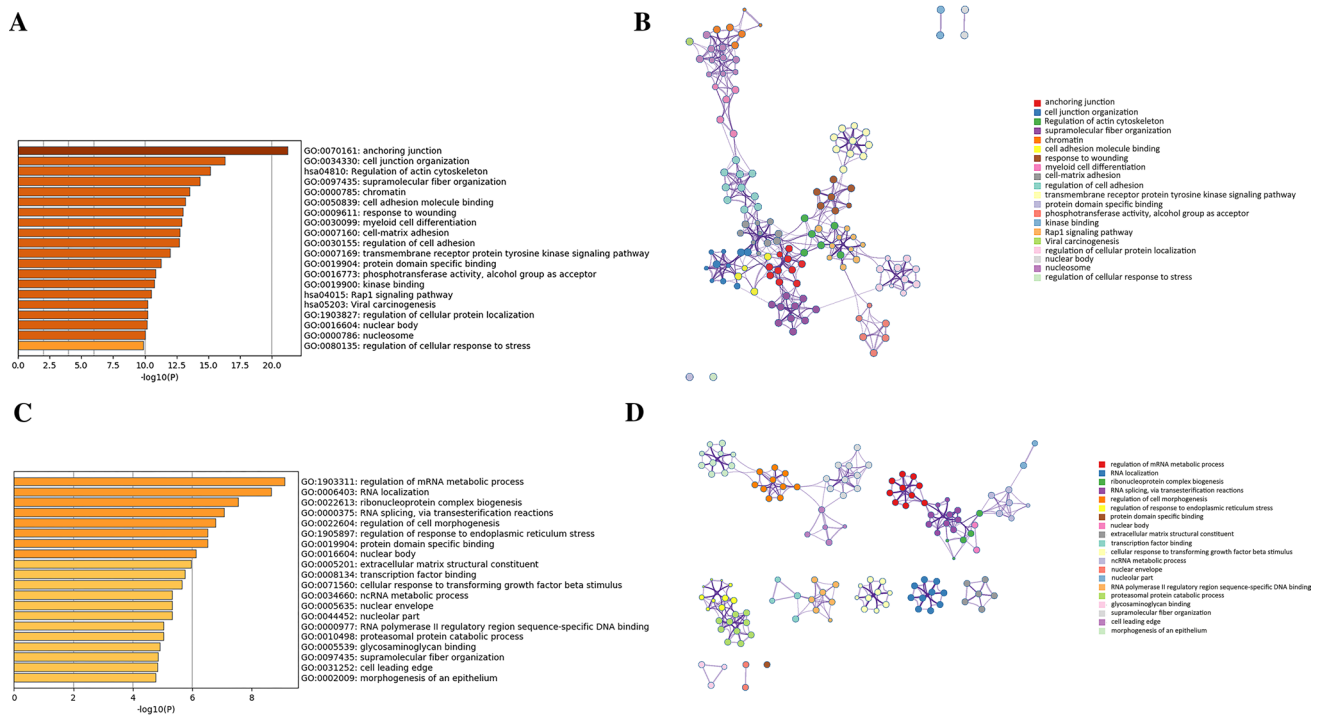 A
GO:0070161: anchoring junction
GO:0034330: cell junction organization
hsa04810: Regulation of actin cytoskeleton
GO:0097435: supramolecular fiber organization
GO:0000785: chromatin
GO:0050839: cell adhesion molecule binding
GO:0009611: response to wounding
GO:0030099: myeloid cell differentiation
GO:0007160: cell-matrix adhesion
GO:0030155: regulation of cell adhesion
GO:0007169: transmembrane receptor protein tyrosine kinase signaling pathway
GO:0019904: protein domain specific binding
GO:0016773: phosphotransferase activity, alcohol group as acceptor
GO:0019900: kinase binding
hsa04015: Rap1 signaling pathway
hsa05203: Viral carcinogenesis
GO:1903827: regulation of cellular protein localization
GO:0016604: nuclear body
GO:0000786: nucleosome
GO:0080135: regulation of cellular response to stress
0.0 2.5 5.0 7.5 10.0 12.5 15.0 17.5 20.0
-log10(P)
B
anchoring junction
cell junction organization
Regulation of actin cytoskeleton
supramolecular fiber organization
chromatin
cell adhesion molecule binding
response to wounding
myeloid cell differentiation
cell-matrix adhesion
regulation of cell adhesion
transmembrane receptor protein tyrosine kinase signaling pathway
protein domain specific binding
phosphotransferase activity, alcohol group as acceptor
kinase binding
Rap1 signaling pathway
Viral carcinogenesis
regulation of cellular protein localization
nuclear body
nucleosome
regulation of cellular response to stress
C
GO:1903311: regulation of mRNA metabolic process
GO:0006403: RNA localization
GO:0022613: ribonucleoprotein complex biogenesis
GO:0000375: RNA splicing, via transesterification reactions
GO:0022604: regulation of cell morphogenesis
GO:1905897: regulation of response to endoplasmic reticulum stress
GO:0019904: protein domain specific binding
GO:0016604: nuclear body
GO:0005201: extracellular matrix structural constituent
GO:0008134: transcription factor binding
GO:0071560: cellular response to transforming growth factor beta stimulus
GO:0034660: ncRNA metabolic process
GO:0005635: nuclear envelope
GO:0044452: nucleolar part
GO:0000977: RNA polymerase II regulatory region sequence-specific DNA binding
GO:0010498: proteasomal protein catabolic process
GO:0005539: glycosaminoglycan binding
GO:0097435: supramolecular fiber organization
GO:0031252: cell leading edge
GO:0002009: morphogenesis of an epithelium
0 2 4 6 8
-log10(P)
D
regulation of mRNA metabolic process
RNA localization
ribonucleoprotein complex biogenesis
RNA splicing, via transesterification reactions
regulation of cell morphogenesis
regulation of response to endoplasmic reticulum stress
protein domain specific binding
nuclear body
extracellular matrix structural constituent
transcription factor binding
cellular response to transforming growth factor beta stimulus
ncRNA metabolic process
nuclear envelope
nucleolar part
RNA polymerase II regulatory region sequence-specific DNA binding
proteasomal protein catabolic process
glycosaminoglycan binding
supramolecular fiber organization
cell leading edge
morphogenesis of an epithelium